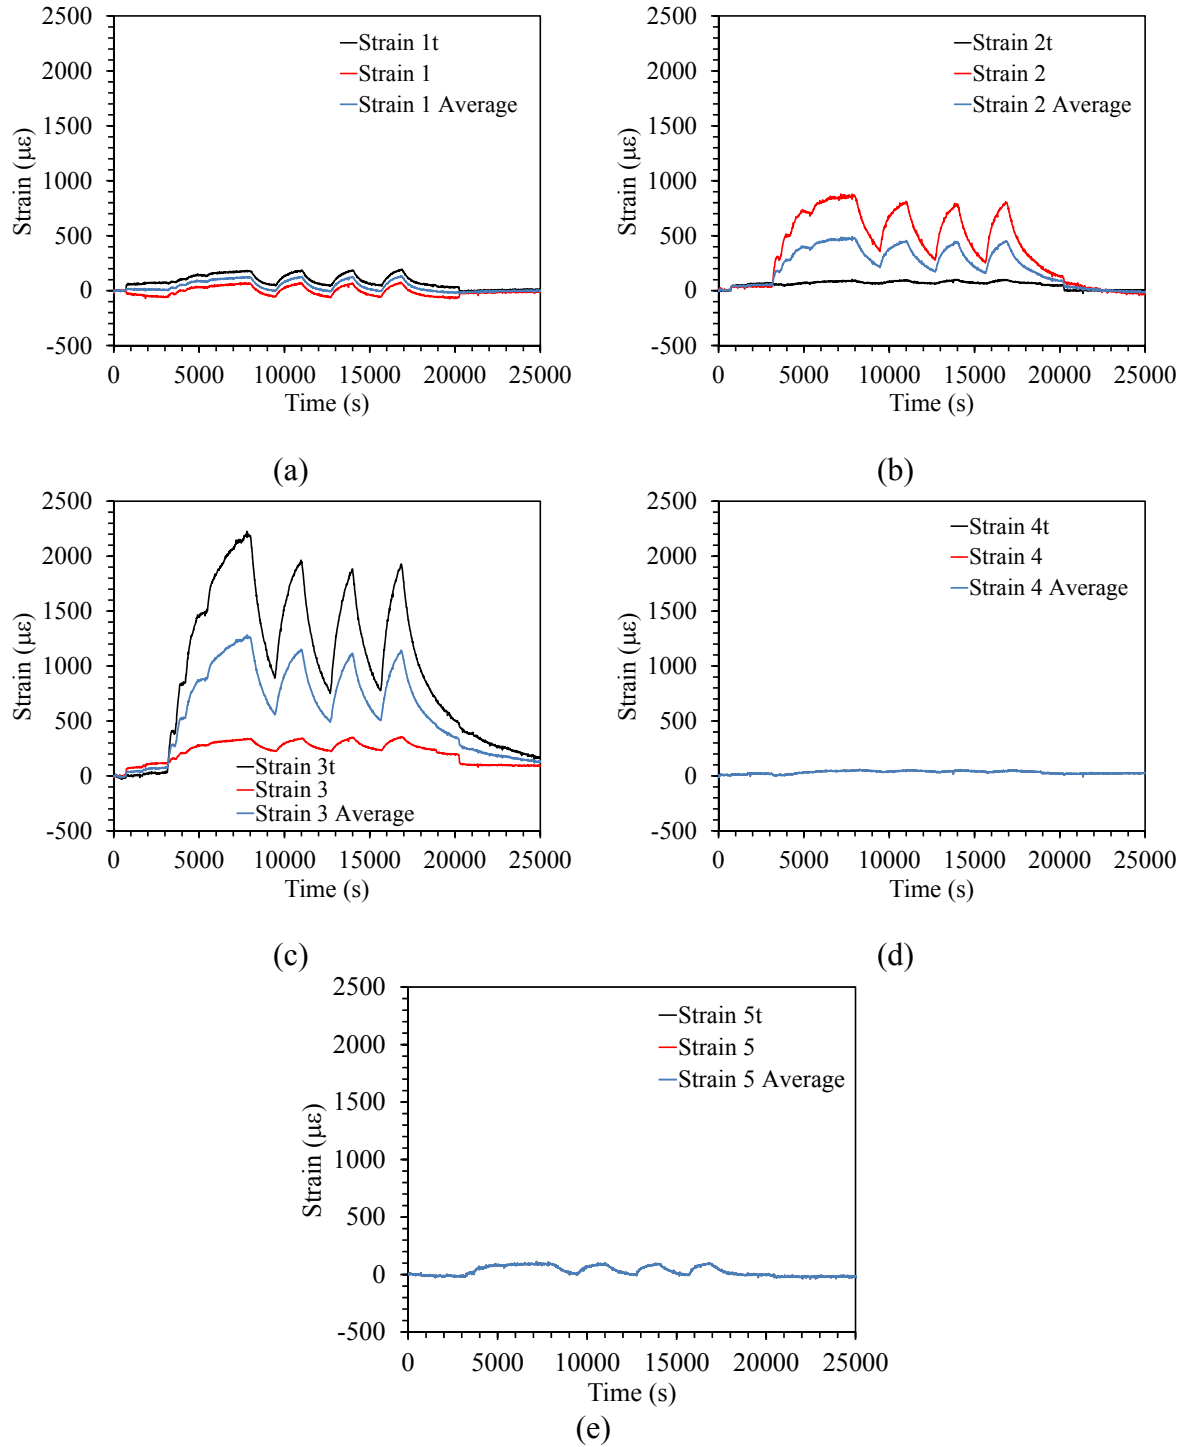 2500
2000
1500
1000
500
0
-500
Strain (με)
Strain 1t
Strain 1
Strain 1 Average
0 5000 10000 15000 20000 25000
Time (s)
(a)
2500
2000
1500
1000
500
0
-500
Strain (με)
Strain 2t
Strain 2
Strain 2 Average
0 5000 10000 15000 20000 25000
Time (s)
(b)
2500
2000
1500
1000
500
0
-500
Strain (με)
Strain 3t
Strain 3
Strain 3 Average
0 5000 10000 15000 20000 25000
Time (s)
(c)
2500
2000
1500
1000
500
0
-500
Strain (με)
Strain 4t
Strain 4
Strain 4 Average
0 5000 10000 15000 20000 25000
Time (s)
(d)
2500
2000
1500
1000
500
0
-500
Strain (με)
Strain 5t
Strain 5
Strain 5 Average
0 5000 10000 15000 20000 25000
Time (s)
(e)